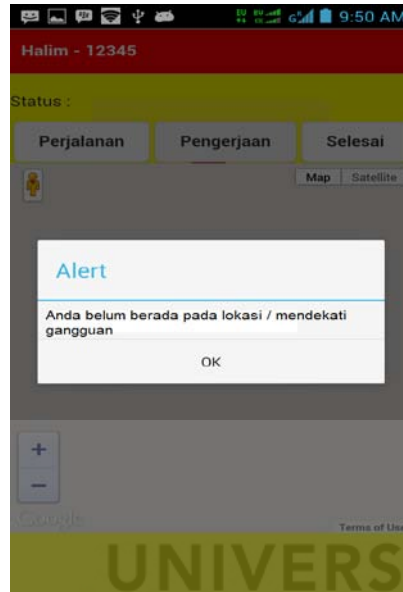 9:50 AM
Halim - 12345
Status :
Perjalanan Pengerjaan Selesai
Map Satellite
Alert
Anda belum berada pada lokasi / mendekati
gangguan
OK
+
-
Google
Terms of Use
UNIVERS